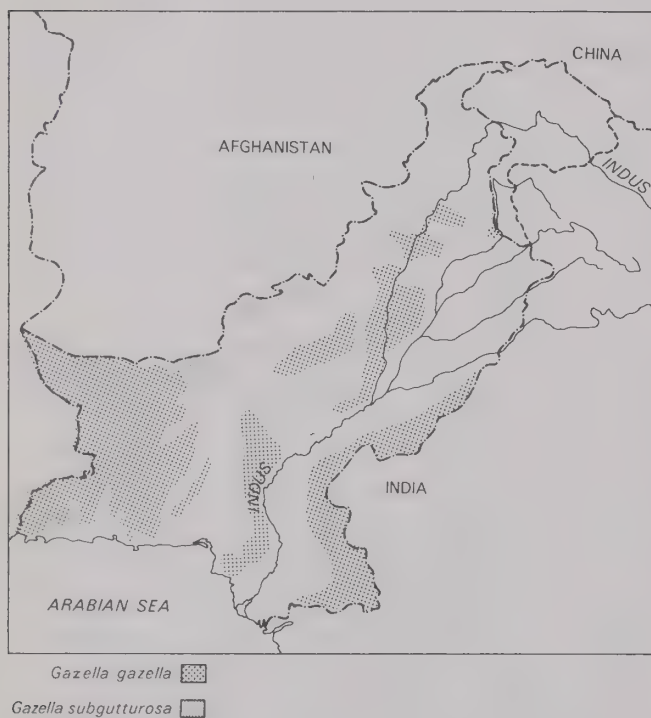 CHINA
AFGHANISTAN
INDUS
INDUS
INDIA
ARABIAN SEA
Gazella gazella
Gazella subgutturosa